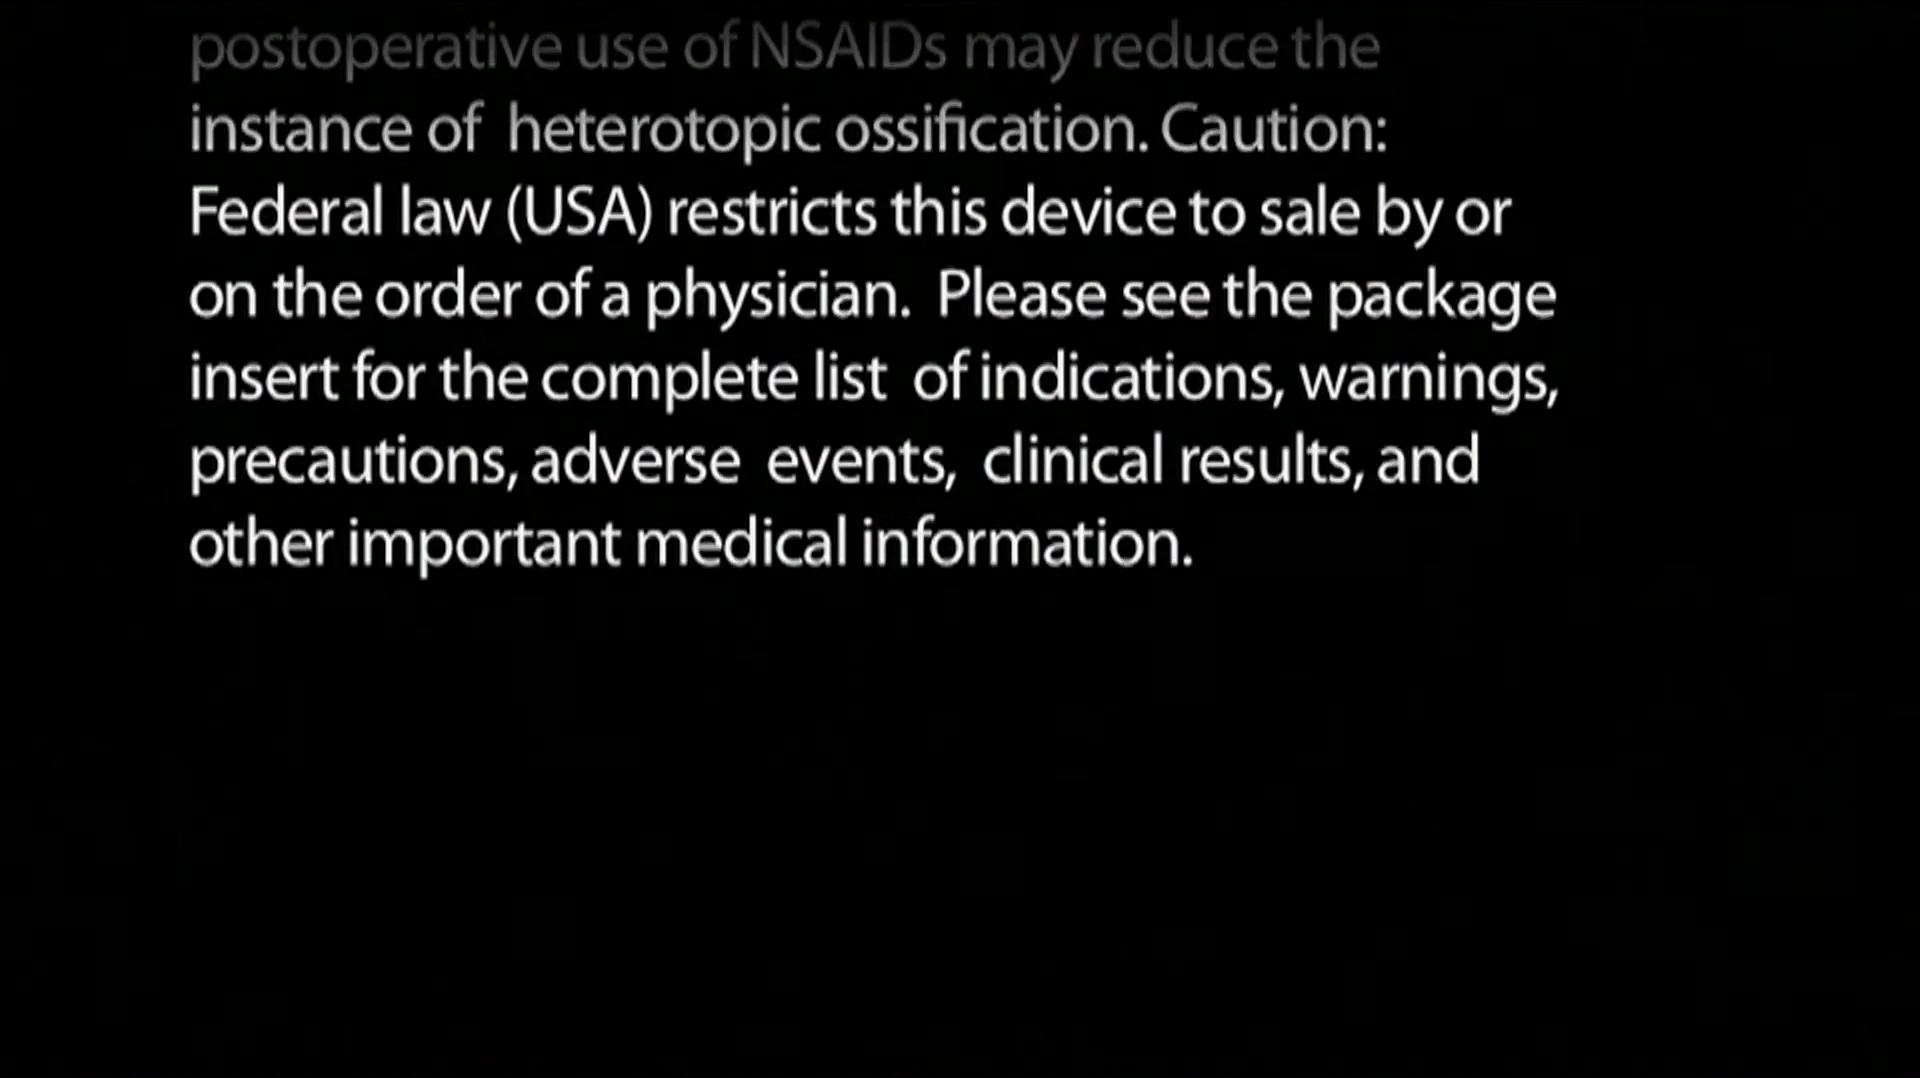 postoperative use of NSAIDs may reduce the
instance of heterotopic ossification. Caution:
Federal law (USA) restricts this device to sale by or
on the order of a physician. Please see the package
insert for the complete list of indications, warnings,
precautions, adverse events, clinical results, and
other important medical information.